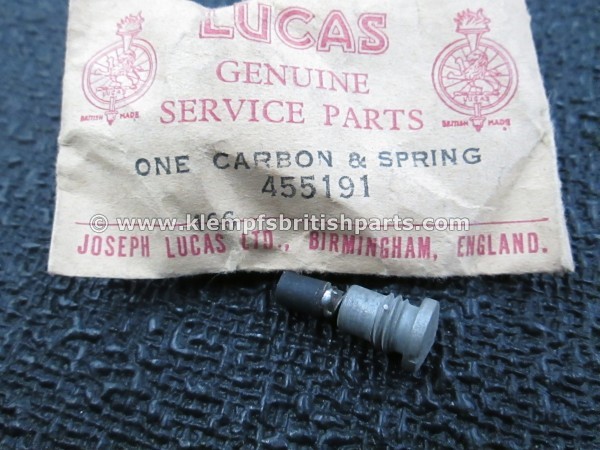 LUCAS
GENUINE
SERVICE PARTS
BRITISH MADE
BRITISH MADE
ONE CARBON & SPRING
455191
166
© www.klempfsbritishparts.com
JOSEPH LUCAS LTD., BIRMINGHAM, ENGLAND.